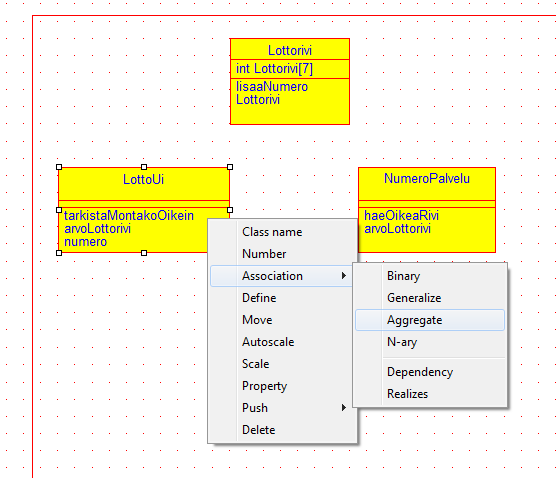 Lottorivi
int Lottorivi[7]
lisaaNumero
Lottorivi
LottoUi
tarkistaMontakoOikein
arvoLottorivi
numero
NumeroPalvelu
haeOikeaRivi
arvoLottorivi
Class name
Number
Association
Define
Move
Autoscale
Scale
Property
Push
Delete
Binary
Generalize
Aggregate
N-ary
Dependency
Realizes